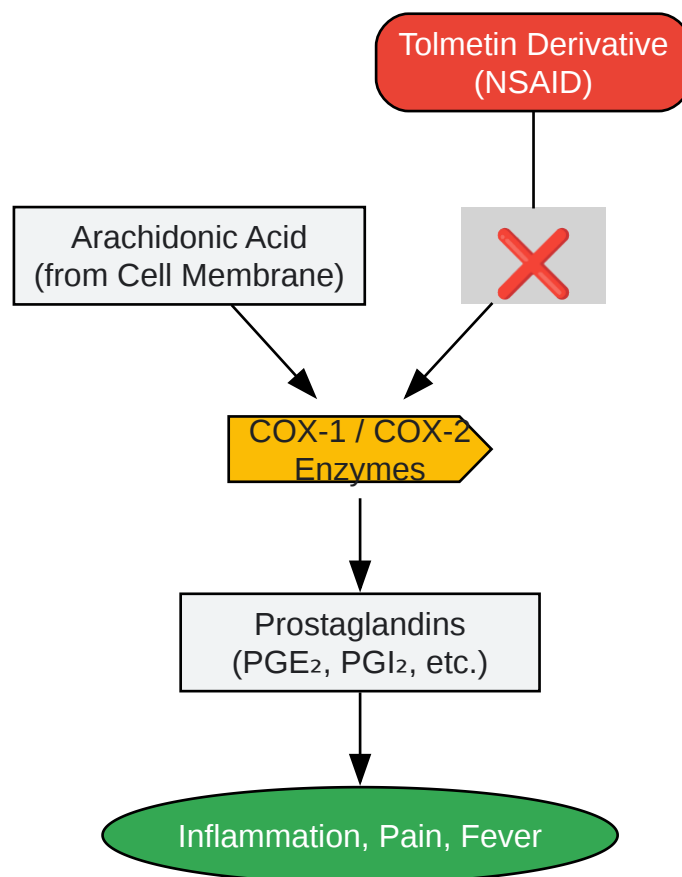 Tolmetin Derivative
(NSAID)
Arachidonic Acid
(from Cell Membrane)
COX-1 / COX-2
Enzymes
Prostaglandins
(PGE₂, PGI₂, etc.)
Inflammation, Pain, Fever